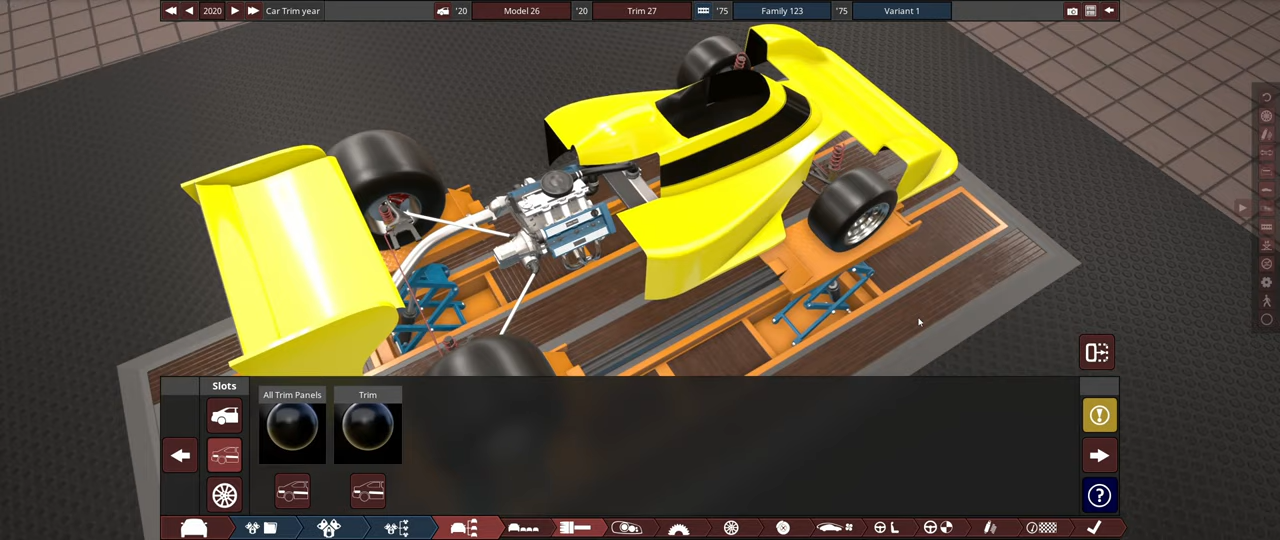 2020 Car Trim year '20 Model 26 '20 Trim 27 '75 Family 123 '75 Variant 1
Slots
All Trim Panels Trim